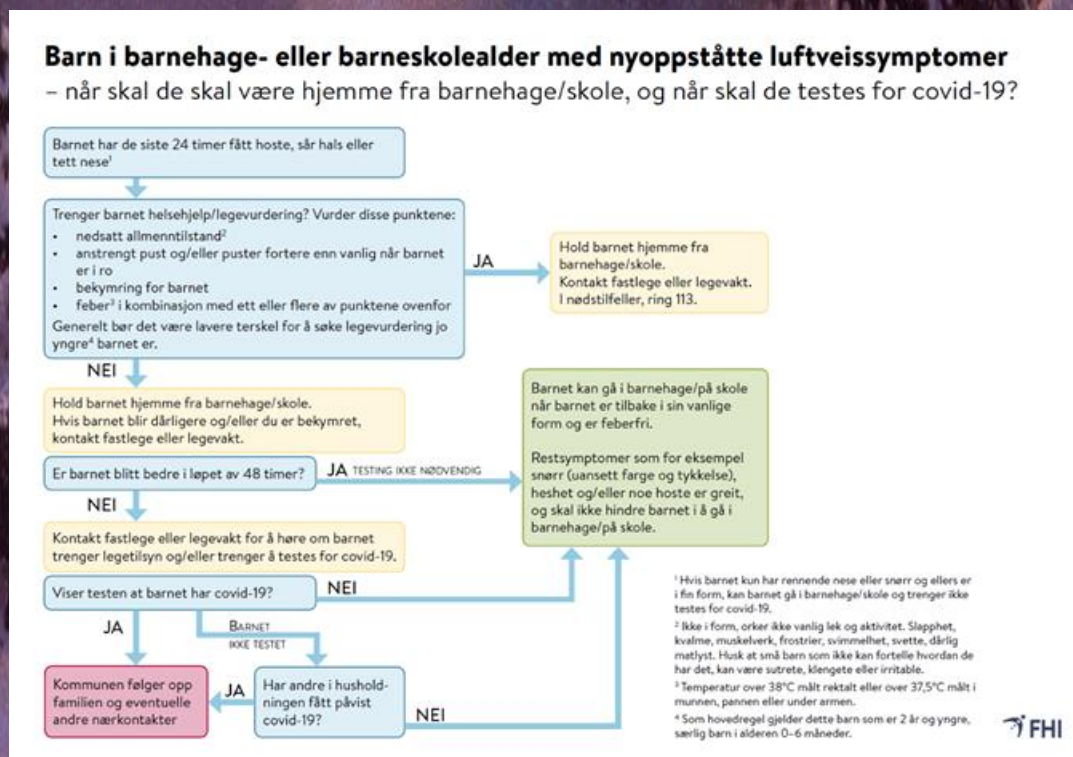 Barn i barnehage- eller barneskolealder med nyoppståtte luftveissymptomer
– når skal de skal være hjemme fra barnehage/skole, og når skal de testes for covid-19?
Barnet har de siste 24 timer fått hoste, sår hals eller
tett nese¹
Trenger barnet helsehjelp/legevurdering? Vurder disse punktene:
• nedsatt allmenntilstand²
• anstrengt pust og/eller puster fortere enn vanlig når barnet
er i ro
• bekymring for barnet
• feber³ i kombinasjon med ett eller flere av punktene ovenfor
Generelt bør det være lavere terskel for å søke legevurdering jo
yngre⁴ barnet er.
JA
Hold barnet hjemme fra
barnehage/skole.
Kontakt fastlege eller legevakt.
I nødstilfeller, ring 113.
NEI
Hold barnet hjemme fra barnehage/skole.
Hvis barnet blir dårligere og/eller du er bekymret,
kontakt fastlege eller legevakt.
Er barnet blitt bedre i løpet av 48 timer?
JA TESTING IKKE NØDVENDIG
Barnet kan gå i barnehage/på skole
når barnet er tilbake i sin vanlige
form og er feberfri.
Restsymptomer som for eksempel
snørr (uansett farge og tykkelse),
heshet og/eller noe hoste er greit,
og skal ikke hindre barnet i å gå i
barnehage/på skole.
NEI
Kontakt fastlege eller legevakt for å høre om barnet
trenger legetilsyn og/eller trenger å testes for covid-19.
Viser testen at barnet har covid-19?
NEI
JA
BARNET
IKKE TESTET
Kommunen følger opp
familien og eventuelle
andre nærkontakter
JA
Har andre i hushold-
ningen fått påvist
covid-19?
NEI
¹ Hvis barnet kun har rennende nese eller snørr og ellers er
i fin form, kan barnet gå i barnehage/skole og trenger ikke
testes for covid-19.
² Ikke i form, orker ikke vanlig lek og aktivitet. Slapphet,
kvalme, muskelverk, frostrier, svimmelhet, svette, dårlig
matlyst. Husk at små barn som ikke kan fortelle hvordan de
har det, kan være sutrete, klengete eller irritable.
³ Temperatur over 38°C målt rektalt eller over 37,5°C målt i
munnen, pannen eller under armen.
⁴ Som hovedregel gjelder dette barn som er 2 år og yngre,
særlig barn i alderen 0–6 måneder.
FHI